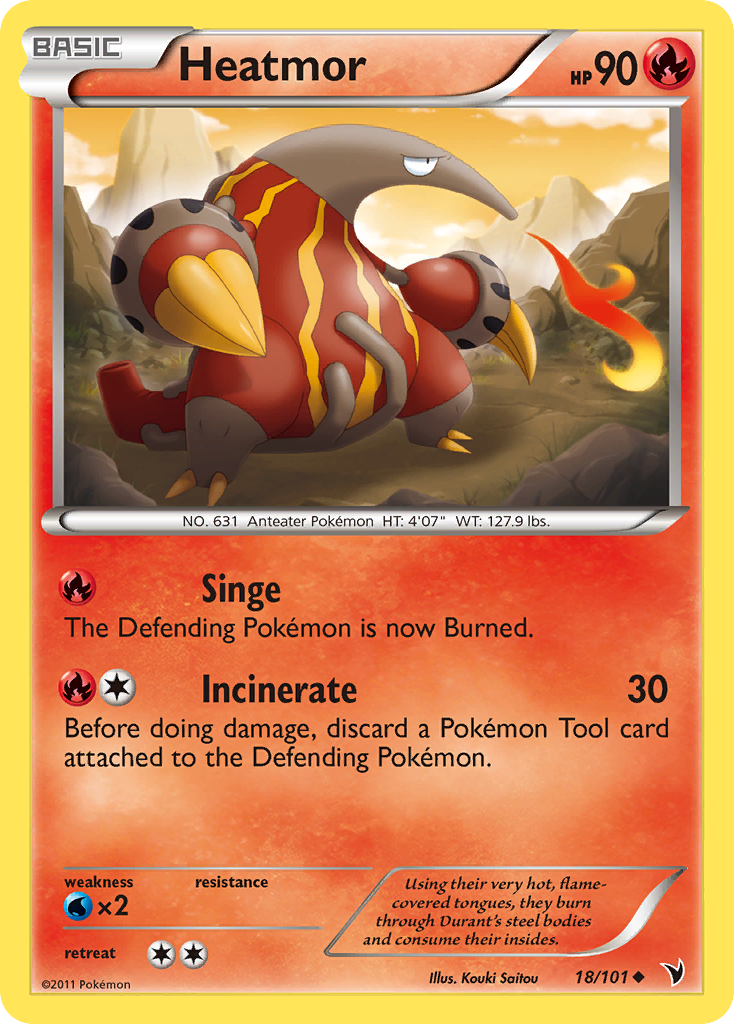 BASIC
Heatmor
HP 90
NO. 631 Anteater Pokémon HT: 4'07" WT: 127.9 lbs.
Singe
The Defending Pokémon is now Burned.
Incinerate 30
Before doing damage, discard a Pokémon Tool card
attached to the Defending Pokémon.
weakness resistance
×2
retreat
Using their very hot, flame-
covered tongues, they burn
through Durant's steel bodies
and consume their insides.
©2011 Pokémon
Illus. Kouki Saitou
18/101